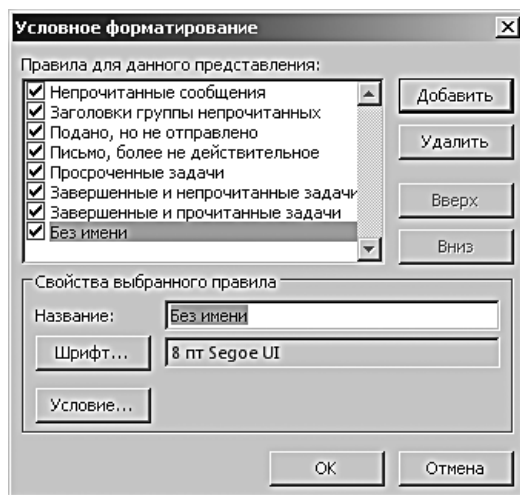 Условное форматирование
Правила для данного представления:
Непрочитанные сообщения
Заголовки группы непрочитанных
Подано, но не отправлено
Письмо, более не действительное
Просроченные задачи
Завершенные и непрочитанные задачи
Завершенные и прочитанные задачи
Без имени
Добавить
Удалить
Вверх
Вниз
Свойства выбранного правила
Название: Без имени
Шрифт... 8 пт Segoe UI
Условие...
ОК Отмена